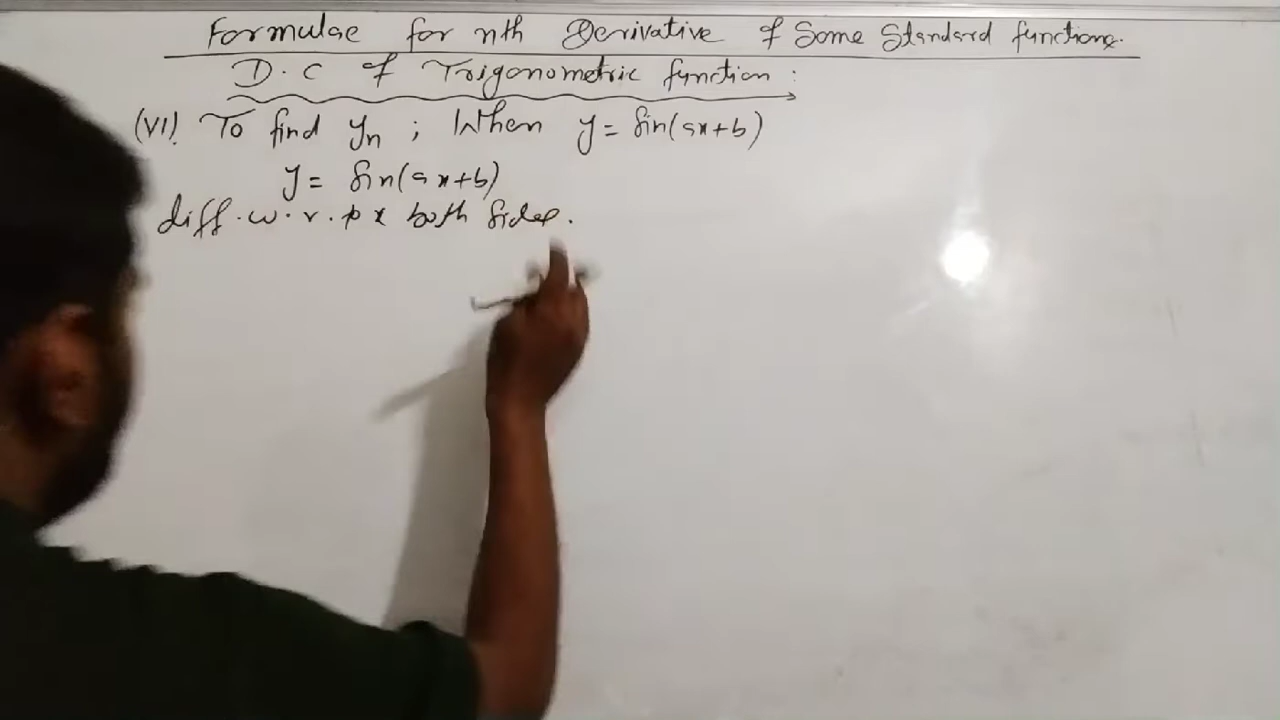 Formulae for nth Derivative of Some Standard functions.
D.C of Trigonometric function :
(VI). To find yn ; When y = Sin(ax+b)
y = Sin(ax+b)
diff. w. r. t x both Sides.